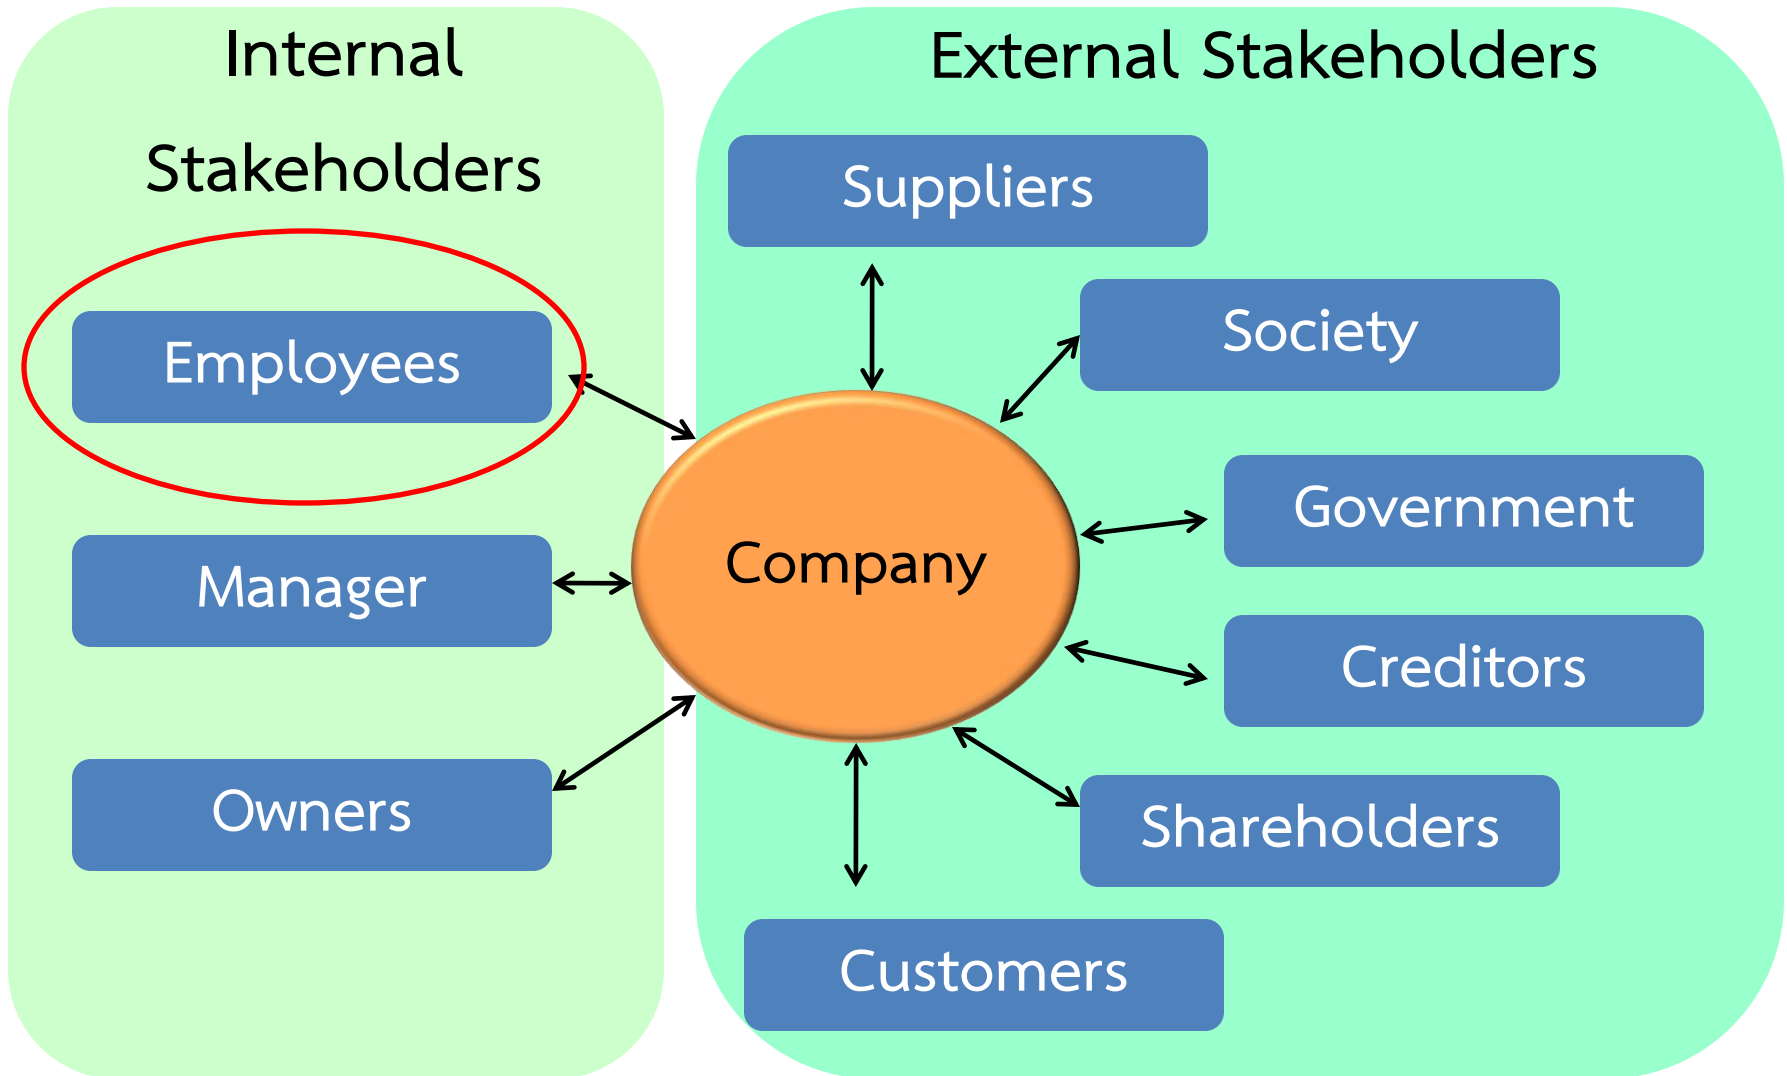 Internal
Stakeholders
Employees
Manager
Owners
Company
External Stakeholders
Suppliers
Society
Government
Creditors
Shareholders
Customers